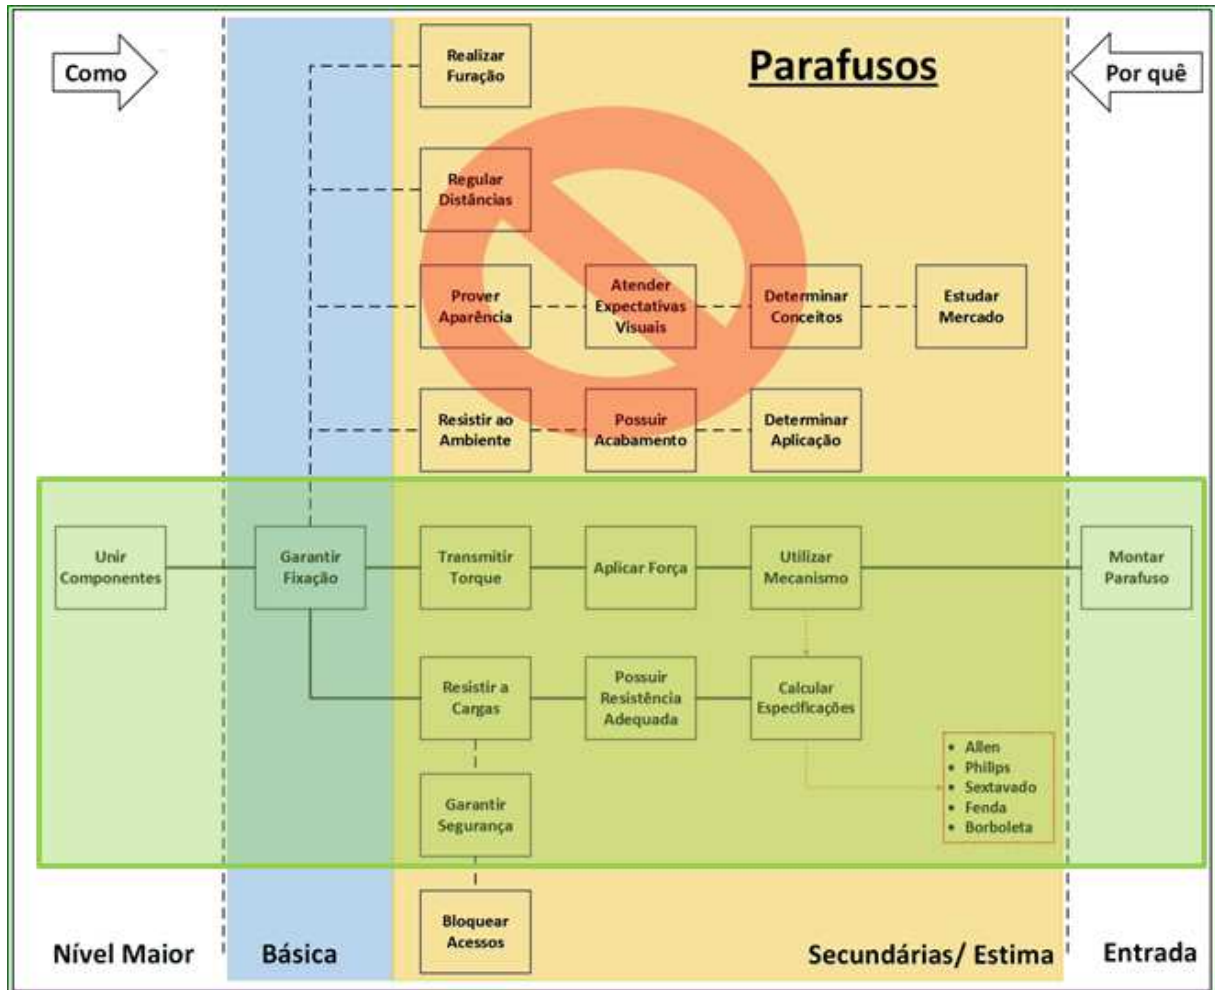 Como
Parafusos
Por quê
Realizar
Furação
Regular
Distâncias
Prover
Aparência
Atender
Expectativas
Visuais
Determinar
Conceitos
Estudar
Mercado
Resistir ao
Ambiente
Possuir
Acabamento
Determinar
Aplicação
Unir
Componentes
Garantir
Fixação
Transmitir
Torque
Aplicar Força
Utilizar
Mecanismo
Montar
Parafuso
Resistir a
Cargas
Possuir
Resistência
Adequada
Calcular
Especificações
• Allen
• Philips
• Sextavado
• Fenda
• Borboleta
Garantir
Segurança
Bloquear
Acessos
Nível Maior
Básica
Secundárias/ Estima
Entrada